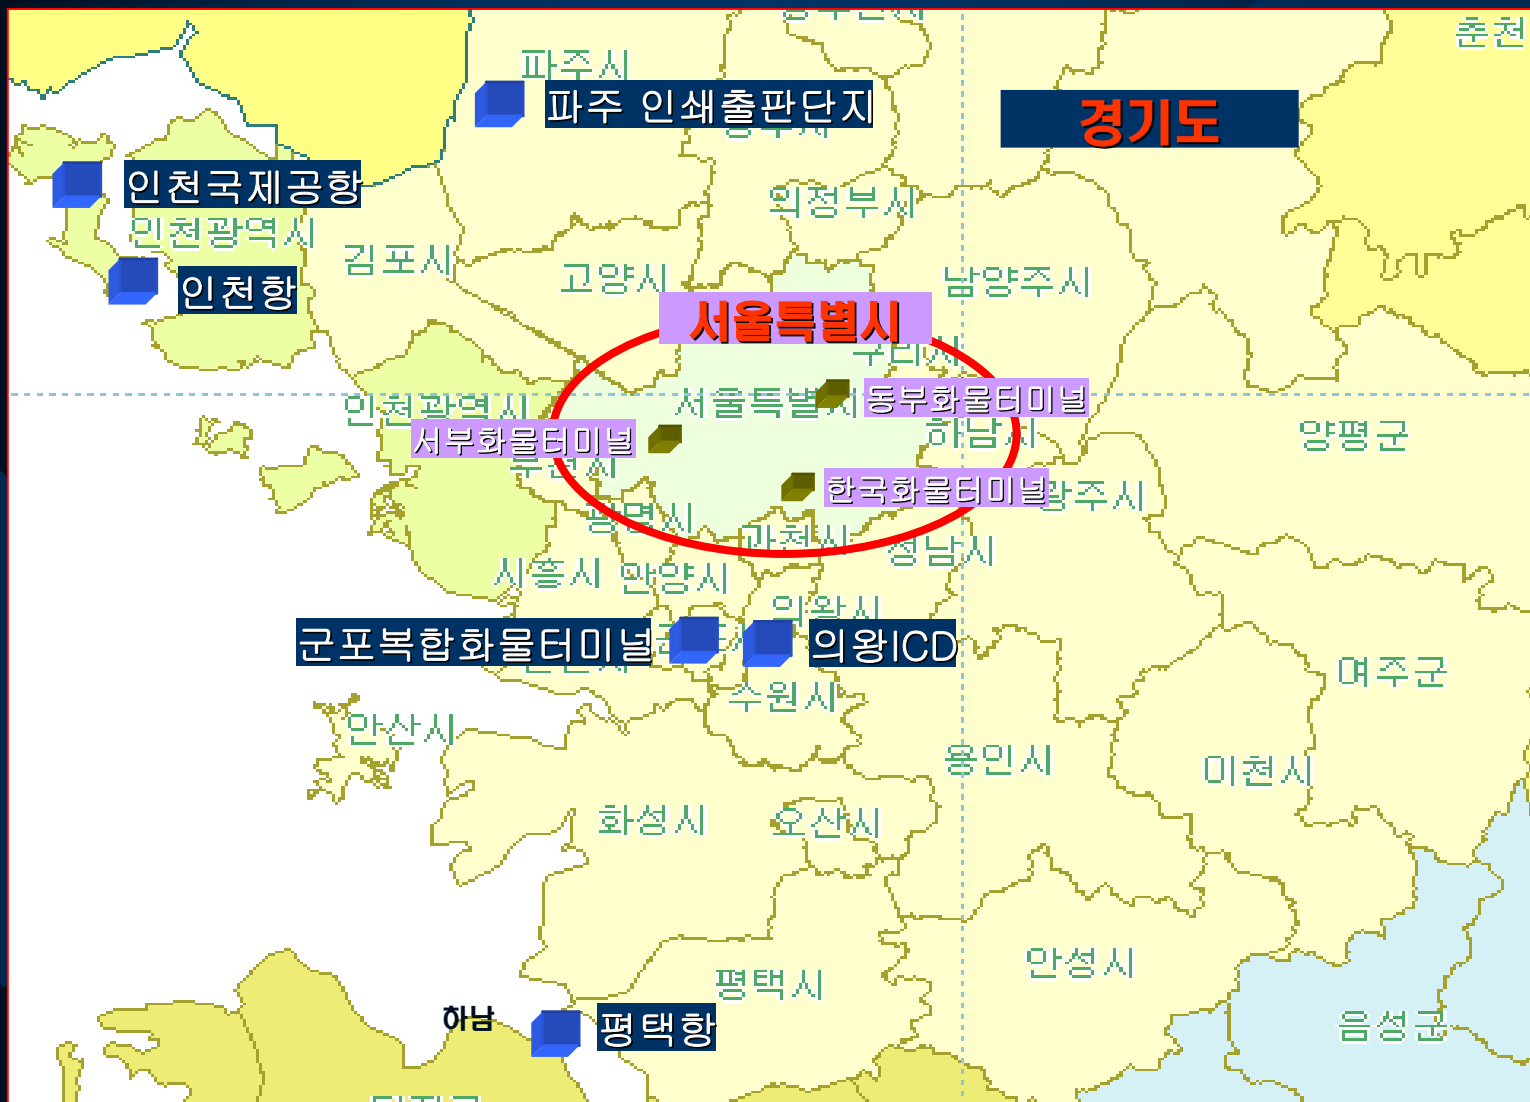 춘천
파주시
파주 인쇄출판단지
경기도
인천국제공항
의정부시
인천광역시
김포시
고양시
남양주시
인천항
서울특별시
구리시
서울특별시
동부화물터미널
인천광역시
서부화물터미널
하남시
양평군
부천시
한국화물터미널
광주시
광명시
과천시
성남시
시흥시
안양시
의왕시
군포복합화물터미널
의왕ICD
여주군
수원시
안산시
용인시
이천시
화성시
오산시
안성시
평택시
하남
평택항
음성군